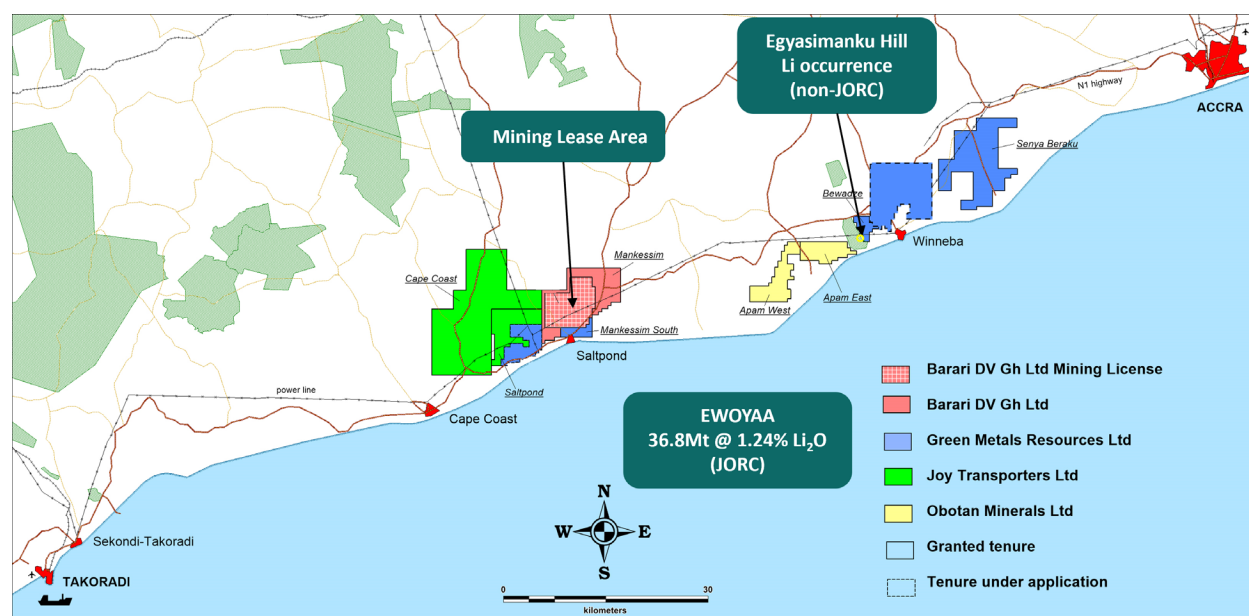 Egyasimanku Hill
Li occurrence
(non-JORC)
N1 highway
ACCRA
Mining Lease Area
Senya Beraku
Bewadze
Winneba
Cape Coast
Mankessim
Apam East
Apam West
Mankessim South
Saltpond
Saltpond
power line
Cape Coast
EWOYAA
36.8Mt @ 1.24% Li₂O
(JORC)
Barari DV Gh Ltd Mining License
Barari DV Gh Ltd
Green Metals Resources Ltd
Joy Transporters Ltd
Obotan Minerals Ltd
Granted tenure
Tenure under application
N
W E
S
Sekondi-Takoradi
TAKORADI
0 30
kilometers